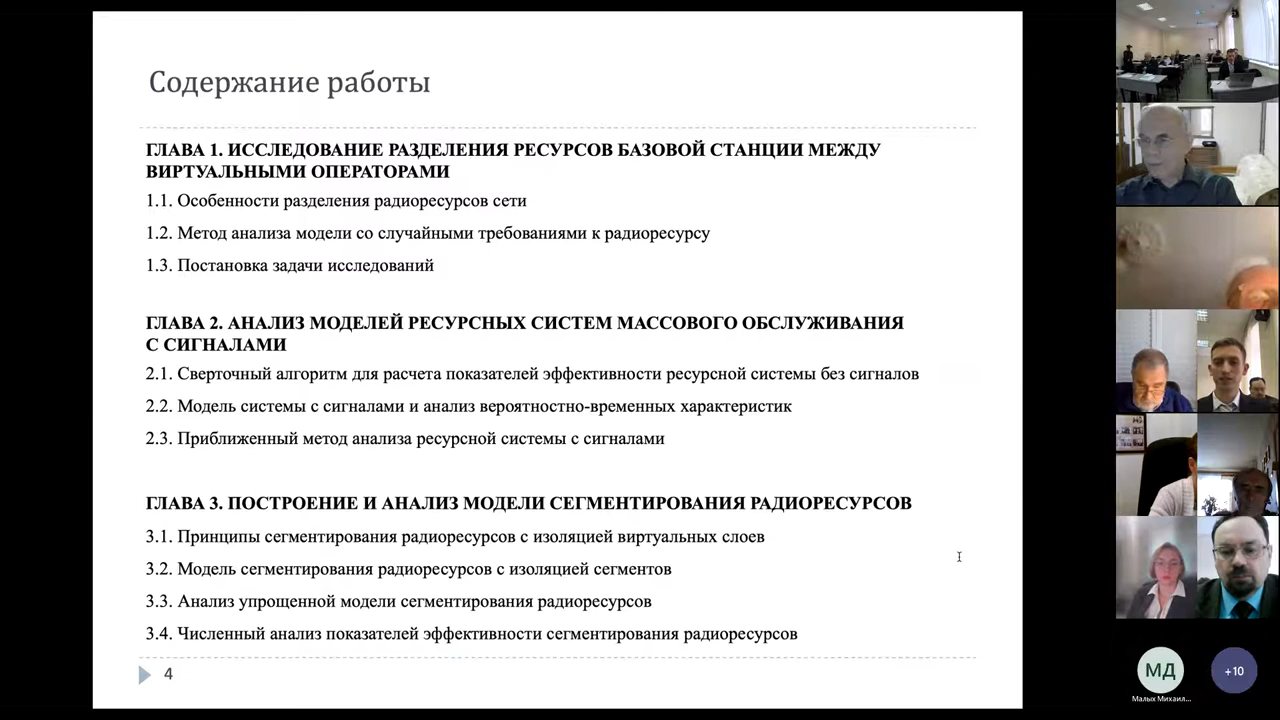 Содержание работы
ГЛАВА 1. ИССЛЕДОВАНИЕ РАЗДЕЛЕНИЯ РЕСУРСОВ БАЗОВОЙ СТАНЦИИ МЕЖДУ
ВИРТУАЛЬНЫМИ ОПЕРАТОРАМИ
1.1. Особенности разделения радиоресурсов сети
1.2. Метод анализа модели со случайными требованиями к радиоресурсу
1.3. Постановка задачи исследований
ГЛАВА 2. АНАЛИЗ МОДЕЛЕЙ РЕСУРСНЫХ СИСТЕМ МАССОВОГО ОБСЛУЖИВАНИЯ
С СИГНАЛАМИ
2.1. Сверточный алгоритм для расчета показателей эффективности ресурсной системы без сигналов
2.2. Модель системы с сигналами и анализ вероятностно-временных характеристик
2.3. Приближенный метод анализа ресурсной системы с сигналами
ГЛАВА 3. ПОСТРОЕНИЕ И АНАЛИЗ МОДЕЛИ СЕГМЕНТИРОВАНИЯ РАДИОРЕСУРСОВ
3.1. Принципы сегментирования радиоресурсов с изоляцией виртуальных слоев
3.2. Модель сегментирования радиоресурсов с изоляцией сегментов
3.3. Анализ упрощенной модели сегментирования радиоресурсов
3.4. Численный анализ показателей эффективности сегментирования радиоресурсов
4
МД
+10
Малых Михаил...